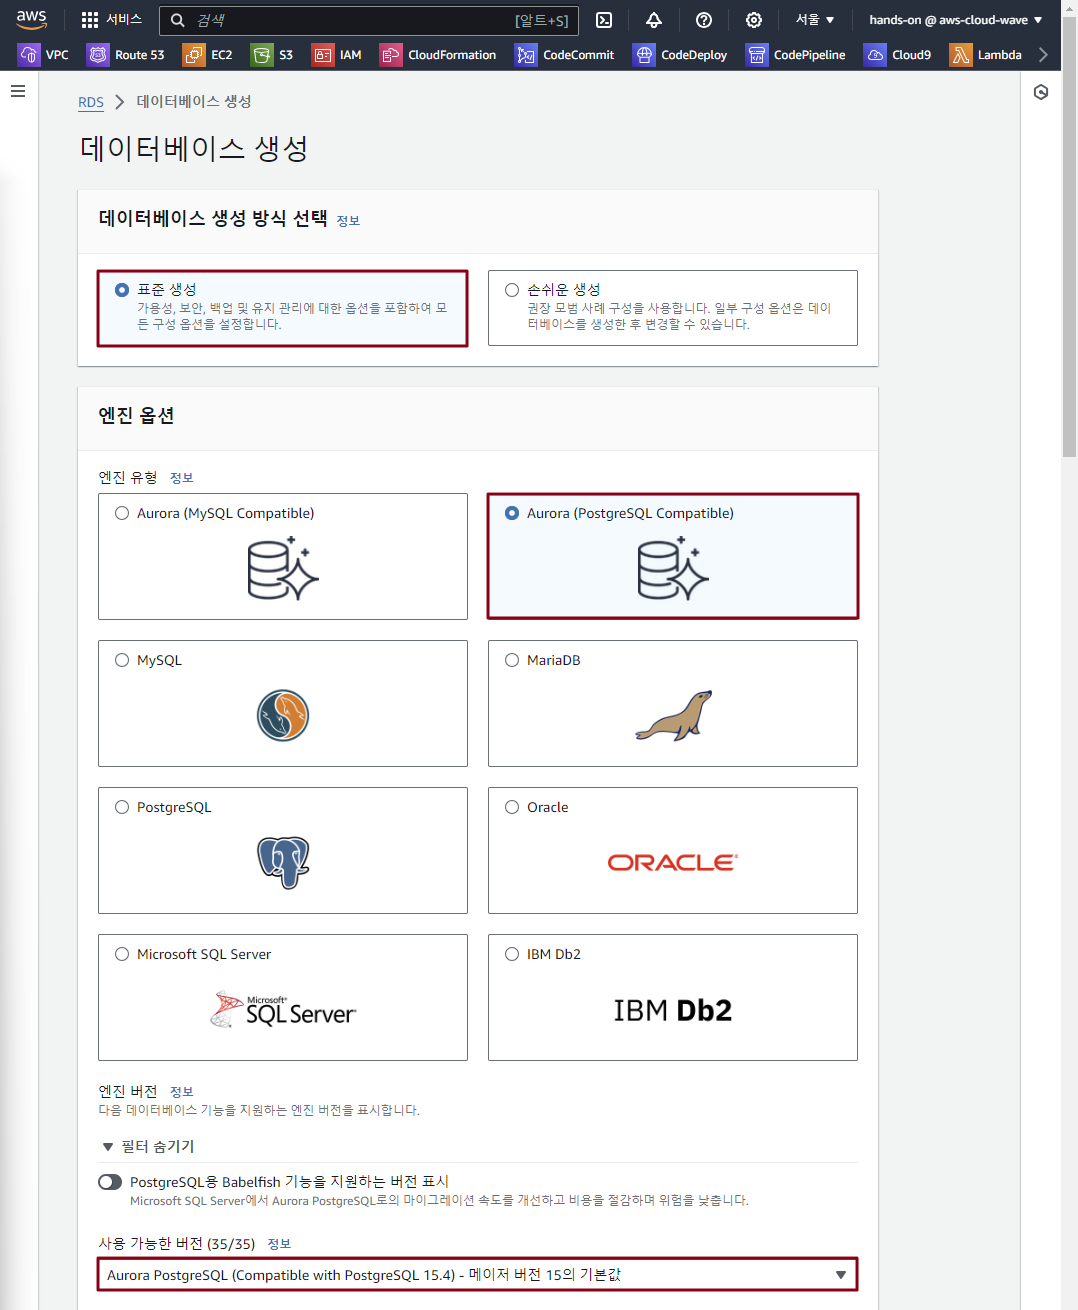 aws
서비스
검색
[알트+S]
서울 ▼
hands-on @ aws-cloud-wave ▼
VPC
Route 53
EC2
S3
IAM
CloudFormation
CodeCommit
CodeDeploy
CodePipeline
Cloud9
Lambda
RDS > 데이터베이스 생성
데이터베이스 생성
데이터베이스 생성 방식 선택 정보
표준 생성
가용성, 보안, 백업 및 유지 관리에 대한 옵션을 포함하여 모
든 구성 옵션을 설정합니다.
손쉬운 생성
권장 모범 사례 구성을 사용합니다. 일부 구성 옵션은 데이
터베이스를 생성한 후 변경할 수 있습니다.
엔진 옵션
엔진 유형 정보
Aurora (MySQL Compatible)
Aurora (PostgreSQL Compatible)
MySQL
MariaDB
PostgreSQL
Oracle
ORACLE
Microsoft SQL Server
Microsoft
SQL Server
IBM Db2
IBM Db2
엔진 버전 정보
다음 데이터베이스 기능을 지원하는 엔진 버전을 표시합니다.
▼ 필터 숨기기
PostgreSQL용 Babelfish 기능을 지원하는 버전 표시
Microsoft SQL Server에서 Aurora PostgreSQL로의 마이그레이션 속도를 개선하고 비용을 절감하며 위험을 낮춥니다.
사용 가능한 버전 (35/35) 정보
Aurora PostgreSQL (Compatible with PostgreSQL 15.4) - 메이저 버전 15의 기본값